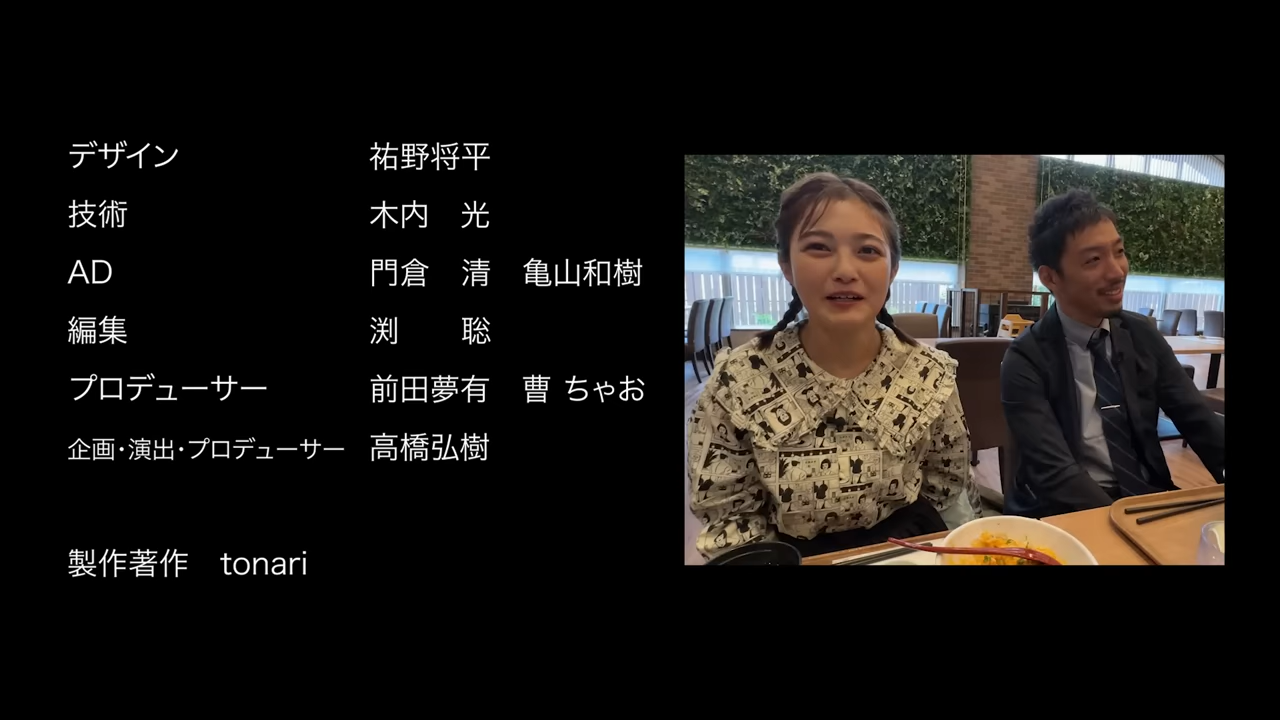 デザイン　祐野将平
技術　木内　光
AD　門倉　清　亀山和樹
編集　渕　　聡
プロデューサー　前田夢有　曹 ちゃお
企画・演出・プロデューサー　高橋弘樹
製作著作　tonari